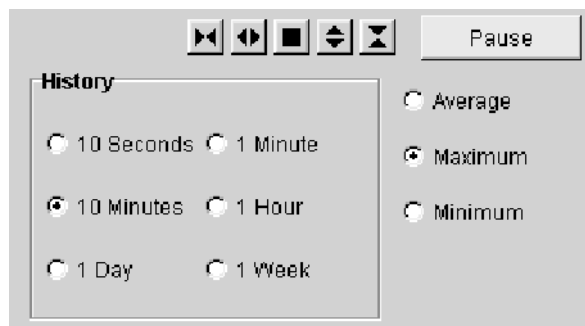 Pause
History
Average
10 Seconds 1 Minute
Maximum
10 Minutes 1 Hour
Minimum
1 Day 1 Week